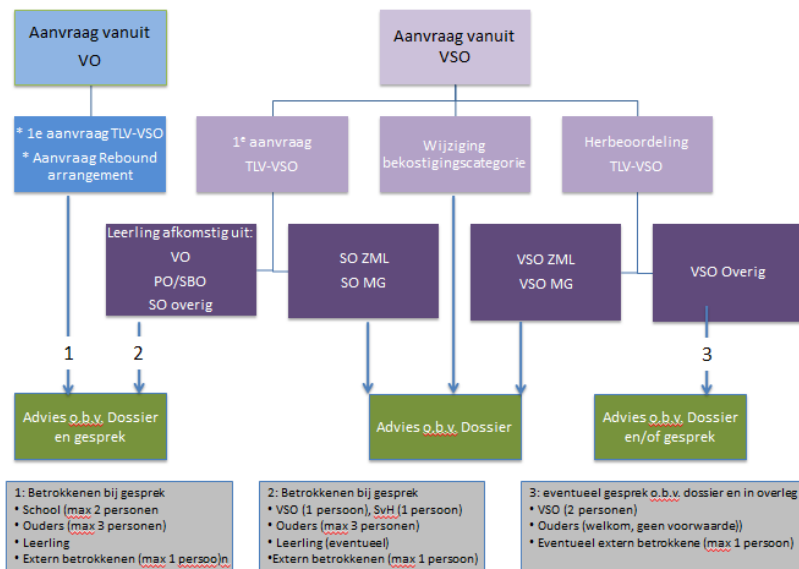 Aanvraag vanuit
VO
Aanvraag vanuit
VSO
* 1e aanvraag TLV-VSO
* Aanvraag Rebound
arrangement
1e aanvraag
TLV-VSO
Wijziging
bekostigingscategorie
Herbeoordeling
TLV-VSO
Leerling afkomstig uit:
VO
PO/SBO
SO overig
SO ZML
SO MG
VSO ZML
VSO MG
VSO Overig
1
2
3
Advies o.b.v. Dossier
en gesprek
Advies o.b.v. Dossier
Advies o.b.v. Dossier
en/of gesprek
1: Betrokkenen bij gesprek
• School (max 2 personen
• Ouders (max 3 personen)
• Leerling
• Extern betrokkenen (max 1 persoo)n
2: Betrokkenen bij gesprek
• VSO (1 persoon), SvH (1 persoon)
• Ouders (max 3 personen)
• Leerling (eventueel)
•Extern betrokkenen (max 1 persoon)
3: eventueel gesprek o.b.v. dossier en in overleg
• VSO (2 personen)
• Ouders (welkom, geen voorwaarde))
• Eventueel extern betrokkene (max 1 persoon)